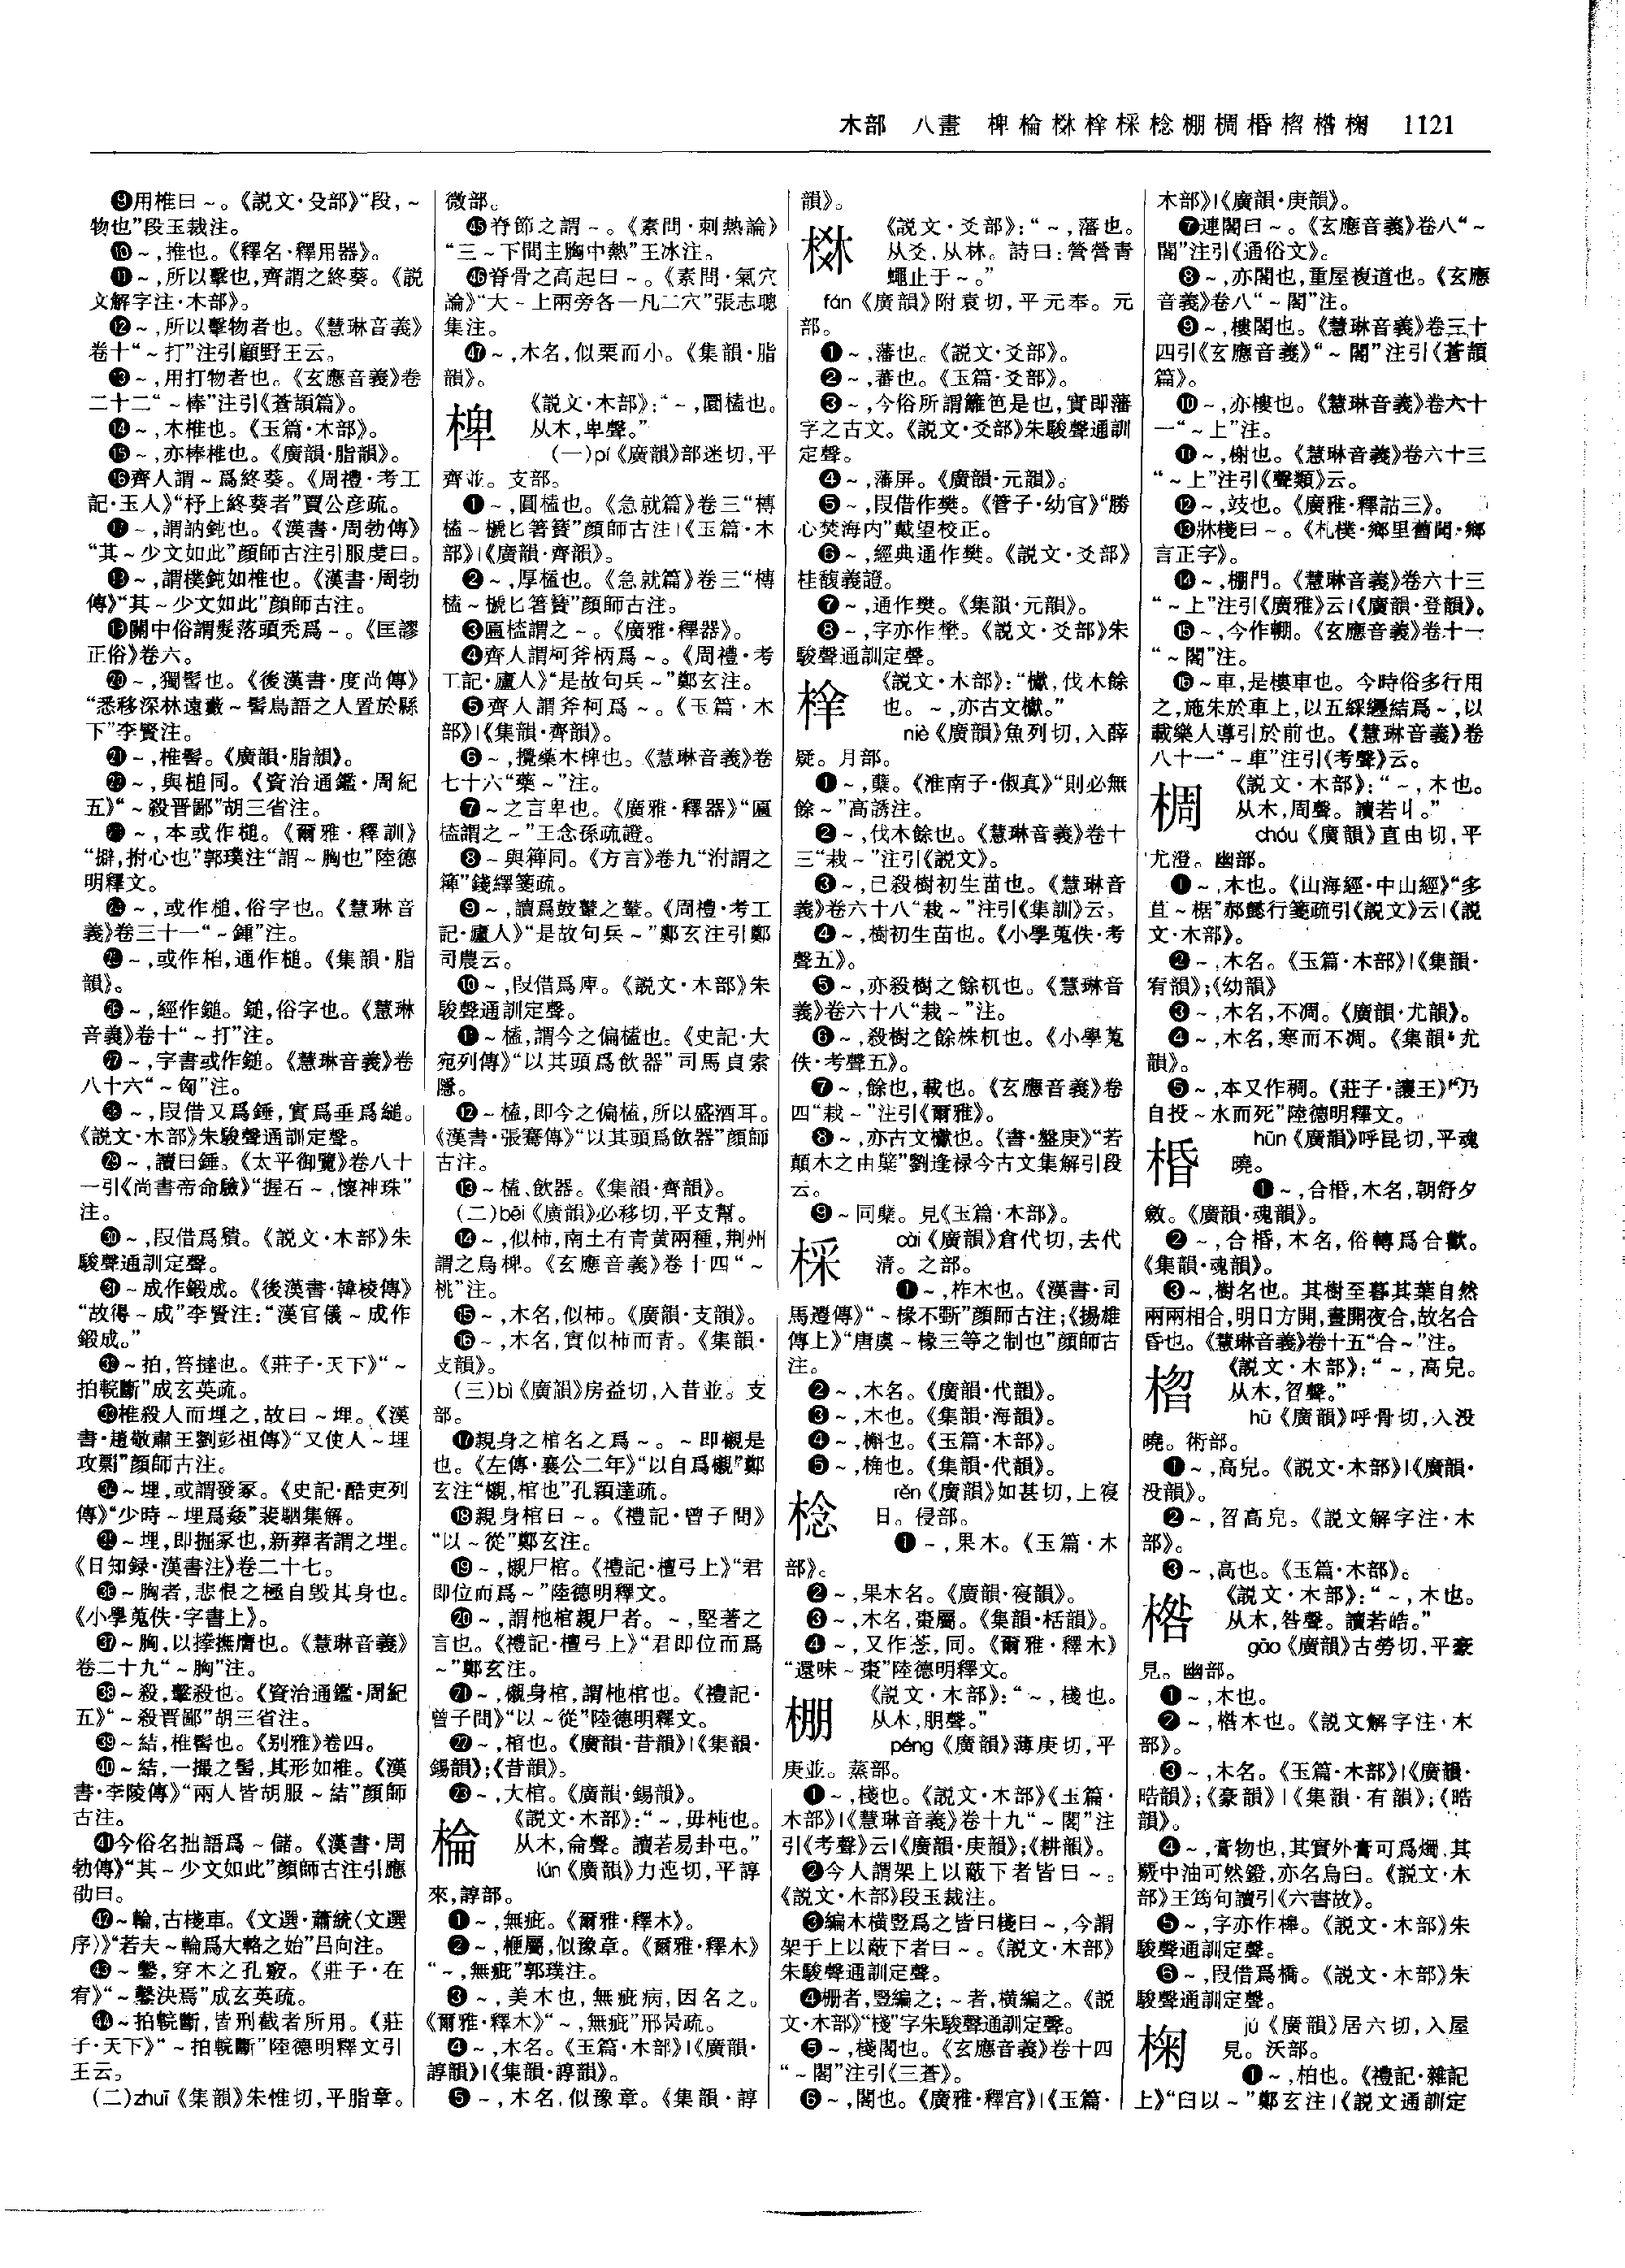 木部 八畫 椑棆棥㭒棌棯棚椆棔榾㮂椈 1121
❾用椎曰～。《説文·殳部》“段，～
物也”段玉裁注。
❿～，推也。《釋名·釋用器》。
⓫～，所以擊也，齊謂之終葵。《説
文解字注·木部》。
⓬～，所以擊物者也。《慧琳音義》
卷十“～打”注引顧野王云。
⓭～，用打物者也。《玄應音義》卷
二十二“～棒”注引《蒼頡篇》。
⓮～，木椎也。《玉篇·木部》。
⓯～，亦棒椎也。《廣韻·脂韻》。
⓰齊人謂～爲終葵。《周禮·考工
記·玉人》“杼上終葵者”賈公彦疏。
⓱～，謂訥鈍也。《漢書·周勃傳》
“其～少文如此”顔師古注引服虔曰。
⓲～，謂樸鈍如椎也。《漢書·周勃
傳》“其～少文如此”顔師古注。
⓳關中俗謂髮落頭秃爲～。《匡謬
正俗》卷六。
⓴～，獨髻也。《後漢書·度尚傳》
“悉移深林遠藪～髻鳥語之人置於縣
下”李賢注。
㉑～，椎髻。《廣韻·脂韻》。
㉒～，與槌同。《資治通鑑·周紀
五》“～殺晋鄙”胡三省注。
㉓～，本或作槌。《爾雅·釋訓》
“擗，拊心也”郭璞注“謂～胸也”陸德
明釋文。
㉔～，或作槌，俗字也。《慧琳音
義》卷三十一“～鍾”注。
㉕～，或作柏，通作槌。《集韻·脂
韻》。
㉖～，經作鎚。鎚，俗字也。《慧琳
音義》卷十“～打”注。
㉗～，字書或作鎚。《慧琳音義》卷
八十六“～匈”注。
㉘～，叚借又爲錘，實爲垂爲縋。
《説文·木部》朱駿聲通訓定聲。
㉙～，讀曰錘。《太平御覽》卷八十
一引《尚書帝命驗》“握石～，懷神珠”
注。
㉚～，叚借爲穨。《説文·木部》朱
駿聲通訓定聲。
㉛～成作鍛成。《後漢書·韓棱傳》
“故得～成”李賢注：“漢官儀～成作
鍛成。”
㉜～拍，笞撻也。《莊子·天下》“～
拍輐斷”成玄英疏。
㉝椎殺人而埋之，故曰～埋。《漢
書·趙敬肅王劉彭祖傳》“又使人～埋
攻剽”顔師古注。
㉞～埋，或謂發冢。《史記·酷吏列
傳》“少時～埋爲姦”裴駰集解。
㉟～埋，即掘冢也，新葬者謂之埋。
《日知録·漢書注》卷二十七。
㊱～胸者，悲恨之極自毁其身也。
《小學蒐佚·字書上》。
㊲～胸，以捶撫膺也。《慧琳音義》
卷二十九“～胸”注。
㊳～殺，擊殺也。《資治通鑑·周紀
五》“～殺晋鄙”胡三省注。
㊴～結，椎髻也。《别雅》卷四。
㊵～結，一撮之髻，其形如椎。《漢
書·李陵傳》“兩人皆胡服～結”顔師
古注。
㊶今俗名拙語爲～儲。《漢書·周
勃傳》“其～少文如此”顔師古注引應
劭曰。
㊷～輪，古棧車。《文選·蕭統〈文選
序〉》“若夫～輪爲大輅之始”吕向注。
㊸～鑿，穿木之孔竅。《莊子·在
宥》“～鑿決焉”成玄英疏。
㊹～拍輐斷，皆刑截者所用。《莊
子·天下》“～拍輐斷”陸德明釋文引
王云。
(二)zhuī《集韻》朱惟切，平脂章。
微部。
㊺脊節之謂～。《素問·刺熱論》
“三～下間主胸中熱”王冰注。
㊻脊骨之高起曰～。《素問·氣穴
論》“大～上兩旁各一凡二穴”張志聰
集注。
㊼～，木名，似栗而小。《集韻·脂
韻》。
椑 《説文·木部》：“～，圜榼也。
从木，卑聲。”
(一)pí《廣韻》部迷切，平
齊並。支部。
❶～，圓榼也。《急就篇》卷三“槫
榼～榹匕箸篸”顔師古注|《玉篇·木
部》|《廣韻·齊韻》。
❷～，厚榼也。《急就篇》卷三“槫
榼～榹匕箸篸”顔師古注。
❸匾榼謂之～。《廣雅·釋器》。
❹齊人謂柯斧柄爲～。《周禮·考
工記·廬人》“是故句兵～”鄭玄注。
❺齊人謂斧柯爲～。《玉篇·木
部》|《集韻·齊韻》。
❻～，攪藥木椑也。《慧琳音義》卷
七十六“藥～”注。
❼～之言卑也。《廣雅·釋器》“匾
榼謂之～”王念孫疏證。
❽～與箄同。《方言》卷九“泭謂之
箄”錢繹箋疏。
❾～，讀爲鼓鼙之鼙。《周禮·考工
記·廬人》“是故句兵～”鄭玄注引鄭
司農云。
❿～，叚借爲庳。《説文·木部》朱
駿聲通訓定聲。
⓫～榼，謂今之偏榼也。《史記·大
宛列傳》“以其頭爲飲器”司馬貞索
隱。
⓬～榼，即今之偏榼，所以盛酒耳。
《漢書·張騫傳》“以其頭爲飲器”顔師
古注。
⓭～榼、飲器。《集韻·齊韻》。
(二)bēi《廣韻》必移切，平支幫。
⓮～，似柿，南土有青黄兩種，荆州
謂之烏椑。《玄應音義》卷十四“～
桃”注。
⓯～，木名，似柿。《廣韻·支韻》。
⓰～，木名，實似柿而青。《集韻·
支韻》。
(三)bì《廣韻》房益切，入昔並。支
部。
⓱親身之棺名之爲～。～即櫬是
也。《左傳·襄公二年》“以自爲櫬”鄭
玄注“櫬，棺也”孔穎達疏。
⓲親身棺曰～。《禮記·曾子問》
“以～從”鄭玄注。
⓳～，櫬尸棺。《禮記·檀弓上》“君
即位而爲～”陸德明釋文。
⓴～，謂杝棺親尸者。～，堅著之
言也。《禮記·檀弓上》“君即位而爲
～”鄭玄注。
㉑～，櫬身棺，謂杝棺也。《禮記·
曾子問》“以～從”陸德明釋文。
㉒～，棺也。《廣韻·昔韻》|《集韻·
錫韻》；《昔韻》。
㉓～，大棺。《廣韻·錫韻》。
棆 《説文·木部》：“～，毋杶也。
从木，侖聲。讀若易卦屯。”
lún《廣韻》力迍切，平諄
來，諄部。
❶～，無疵。《爾雅·釋木》。
❷～，楩屬，似豫章。《爾雅·釋木》
“～，無疵”郭璞注。
❸～，美木也，無疵病，因名之。
《爾雅·釋木》“～，無疵”邢昺疏。
❹～，木名。《玉篇·木部》|《廣韻·
諄韻》|《集韻·諄韻》。
❺～，木名，似豫章。《集韻·諄
韻》。
棥 《説文·爻部》：“～，藩也。
从爻，从林。詩曰：營營青
蠅止于～。”
fán《廣韻》附袁切，平元奉。元
部。
❶～，藩也。《説文·爻部》。
❷～，蕃也。《玉篇·爻部》。
❸～，今俗所謂籬笆是也，實即藩
字之古文。《説文·爻部》朱駿聲通訓
定聲。
❹～，藩屏。《廣韻·元韻》。
❺～，叚借作樊。《管子·幼官》“勝
心焚海内”戴望校正。
❻～，經典通作樊。《説文·爻部》
桂馥義證。
❼～，通作樊。《集韻·元韻》。
❽～，字亦作㯊。《説文·爻部》朱
駿聲通訓定聲。
㭒 《説文·木部》：“櫱，伐木餘
也。～，亦古文櫱。”
niè《廣韻》魚列切，入薛
疑。月部。
❶～，蘖。《淮南子·俶真》“則必無
餘～”高誘注。
❷～，伐木餘也。《慧琳音義》卷十
三“栽～”注引《説文》。
❸～，已殺樹初生苗也。《慧琳音
義》卷六十八“栽～”注引《集訓》云。
❹～，樹初生苗也。《小學蒐佚·考
聲五》。
❺～，亦殺樹之餘杌也。《慧琳音
義》卷六十八“栽～”注。
❻～，殺樹之餘株杌也。《小學蒐
佚·考聲五》。
❼～，餘也，載也。《玄應音義》卷
四“栽～”注引《爾雅》。
❽～，亦古文櫱也。《書·盤庚》“若
顛木之由櫱”劉逢禄今古文集解引段
云。
❾～同櫱。見《玉篇·木部》。
棌 cài《廣韻》倉代切，去代
清。之部。
❶～，柞木也。《漢書·司
馬遷傳》“～椽不斲”顔師古注；《揚雄
傳上》“唐虞～椽三等之制也”顔師古
注。
❷～，木名。《廣韻·代韻》。
❸～，木也。《集韻·海韻》。
❹～，槲也。《玉篇·木部》。
❺～，桷也。《集韻·代韻》。
棯 rěn《廣韻》如甚切，上寑
日。侵部。
❶～，果木。《玉篇·木
部》。
❷～，果木名。《廣韻·寑韻》。
❸～，木名，棗屬。《集韻·栝韻》。
❹～，又作荵，同。《爾雅·釋木》
“還味～棗”陸德明釋文。
棚 《説文·木部》：“～，棧也。
从木，朋聲。”
péng《廣韻》薄庚切，平
庚並。蒸部。
❶～，棧也。《説文·木部》《玉篇·
木部》|《慧琳音義》卷十九“～閣”注
引《考聲》云|《廣韻·庚韻》；《耕韻》。
❷今人謂架上以蔽下者皆曰～。
《説文·木部》段玉裁注。
❸編木横豎爲之皆曰棧曰～，今謂
架于上以蔽下者曰～。《説文·木部》
朱駿聲通訓定聲。
❹栅者，豎編之；～者，横編之。《説
文·木部》“棧”字朱駿聲通訓定聲。
❺～，棧閣也。《玄應音義》卷十四
“～閣”注引《三蒼》。
❻～，閣也。《廣雅·釋宫》|《玉篇·
木部》|《廣韻·庚韻》。
❼連閣曰～。《玄應音義》卷八“～
閣”注引《通俗文》。
❽～，亦閣也，重屋複道也。《玄應
音義》卷八“～閣”注。
❾～，樓閣也。《慧琳音義》卷三十
四引《玄應音義》“～閣”注引《蒼頡
篇》。
❿～，亦樓也。《慧琳音義》卷六十
一“～上”注。
⓫～，榭也。《慧琳音義》卷六十三
“～上”注引《聲類》云。
⓬～，攱也。《廣雅·釋詁三》。
⓭牀棧曰～。《札樸·鄉里舊聞·鄉
言正字》。
⓮～，棚門。《慧琳音義》卷六十三
“～上”注引《廣雅》云|《廣韻·登韻》。
⓯～，今作輣。《玄應音義》卷十一
“～閣”注。
⓰～車，是樓車也。今時俗多行用
之，施朱於車上，以五綵纒結爲～，以
載樂人導引於前也。《慧琳音義》卷
八十一“～車”注引《考聲》云。
椆 《説文·木部》：“～，木也。
从木，周聲。讀若丩。”
chóu《廣韻》直由切，平
尤澄。幽部。
❶～，木也。《山海經·中山經》“多
苴～椐”郝懿行箋疏引《説文》云|《説
文·木部》。
❷～，木名。《玉篇·木部》|《集韻·
宥韻》；《幼韻》
❸～，木名，不凋。《廣韻·尤韻》。
❹～，木名，寒而不凋。《集韻·尤
韻》。
❺～，本又作稠。《莊子·讓王》“乃
自投～水而死”陸德明釋文。
棔 hūn《廣韻》呼昆切，平魂
曉。
❶～，合棔，木名，朝舒夕
斂。《廣韻·魂韻》。
❷～，合棔，木名，俗轉爲合歡。
《集韻·魂韻》。
❸～，樹名也。其樹至暮其葉自然
兩兩相合，明日方開，晝開夜合，故名合
昏也。《慧琳音義》卷十五“合～”注。
《説文·木部》：“～，高皃。
从木，曶聲。”
hū《廣韻》呼骨切，入没
曉。術部。
❶～，高皃。《説文·木部》|《廣韻·
没韻》。
❷～，曶高皃。《説文解字注·木
部》。
❸～，高也。《玉篇·木部》。
《説文·木部》：“～，木也。
从木，咎聲。讀若皓。”
gāo《廣韻》古勞切，平豪
見。幽部。
❶～，木也。
❷～，楷木也。《説文解字注·木
部》。
❸～，木名。《玉篇·木部》|《廣韻·
晧韻》；《豪韻》|《集韻·有韻》；《晧
韻》。
❹～，膏物也，其實外膏可爲燭，其
㕢中油可然鐙，亦名烏臼。《説文·木
部》王筠句讀引《六書故》。
❺～，字亦作槔。《説文·木部》朱
駿聲通訓定聲。
❻～，叚借爲橋。《説文·木部》朱
駿聲通訓定聲。
椈 jú《廣韻》居六切，入屋
見。沃部。
❶～，柏也。《禮記·雜記
上》“臼以～”鄭玄注|《説文通訓定